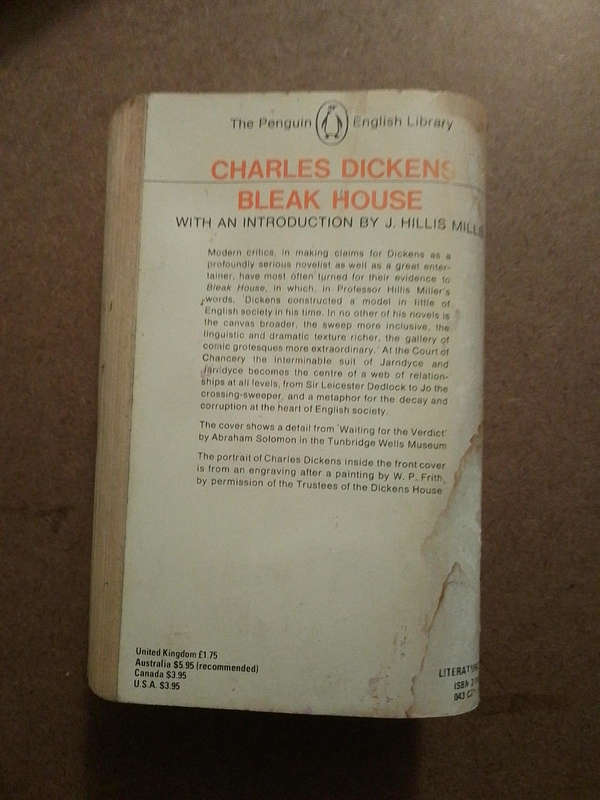 The Penguin English Library
CHARLES DICKENS
BLEAK HOUSE
WITH AN INTRODUCTION BY J. HILLIS MILLE
Modern critics, in making claims for Dickens as a
profoundly serious novelist as well as a great enter-
tainer, have most often turned for their evidence to
Bleak House, in which, in Professor Hillis Miller's
words, 'Dickens constructed a model in little of
English society in his time. In no other of his novels is
the canvas broader, the sweep more inclusive, the
linguistic and dramatic texture richer, the gallery of
comic grotesques more extraordinary.' At the Court of
Chancery the interminable suit of Jarndyce and
Jarndyce becomes the centre of a web of relation-
ships at all levels, from Sir Leicester Dedlock to Jo the
crossing-sweeper, and a metaphor for the decay and
corruption at the heart of English society.
The cover shows a detail from 'Waiting for the Verdict'
by Abraham Solomon in the Tunbridge Wells Museum
The portrait of Charles Dickens inside the front cover
is from an engraving after a painting by W. P. Frith,
by permission of the Trustees of the Dickens House
United Kingdom £1.75
Australia $5.95 (recommended)
Canada $3.95
U.S.A. $3.95
ISBN
043